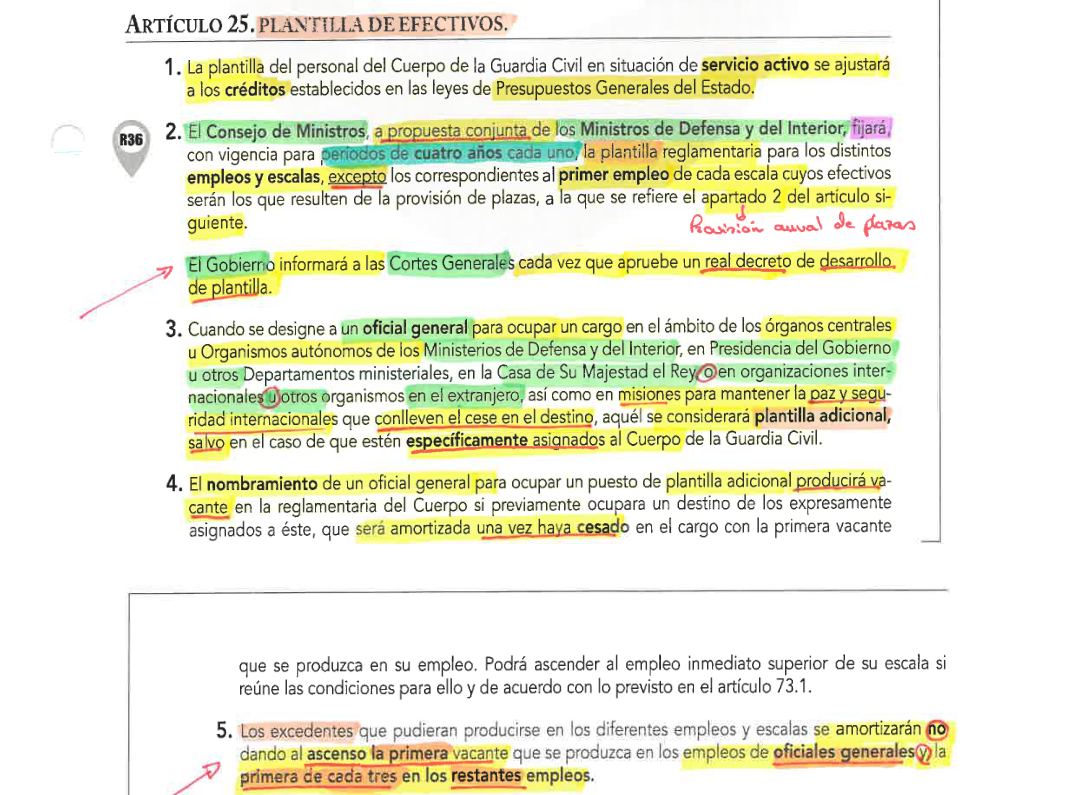 ARTÍCULO 25. PLANTILLA DE EFECTIVOS.
1. La plantilla del personal del Cuerpo de la Guardia Civil en situación de servicio activo se ajustará
a los créditos establecidos en las leyes de Presupuestos Generales del Estado.
R36
2. El Consejo de Ministros, a propuesta conjunta de los Ministros de Defensa y del Interior, fijará,
con vigencia para periodos de cuatro años cada uno, la plantilla reglamentaria para los distintos
empleos y escalas, excepto los correspondientes al primer empleo de cada escala cuyos efectivos
serán los que resulten de la provisión de plazas, a la que se refiere el apartado 2 del artículo si-
guiente.
Provisión anual de plazas
El Gobierno informará a las Cortes Generales cada vez que apruebe un real decreto de desarrollo
de plantilla.
3. Cuando se designe a un oficial general para ocupar un cargo en el ámbito de los órganos centrales
u Organismos autónomos de los Ministerios de Defensa y del Interior, en Presidencia del Gobierno
u otros Departamentos ministeriales, en la Casa de Su Majestad el Rey o en organizaciones inter-
nacionales u otros organismos en el extranjero, así como en misiones para mantener la paz y segu-
ridad internacionales que conlleven el cese en el destino, aquél se considerará plantilla adicional,
salvo en el caso de que estén específicamente asignados al Cuerpo de la Guardia Civil.
4. El nombramiento de un oficial general para ocupar un puesto de plantilla adicional producirá va-
cante en la reglamentaria del Cuerpo si previamente ocupara un destino de los expresamente
asignados a éste, que será amortizada una vez haya cesado en el cargo con la primera vacante
que se produzca en su empleo. Podrá ascender al empleo inmediato superior de su escala si
reúne las condiciones para ello y de acuerdo con lo previsto en el artículo 73.1.
5. Los excedentes que pudieran producirse en los diferentes empleos y escalas se amortizarán no
dando al ascenso la primera vacante que se produzca en los empleos de oficiales generales y la
primera de cada tres en los restantes empleos.